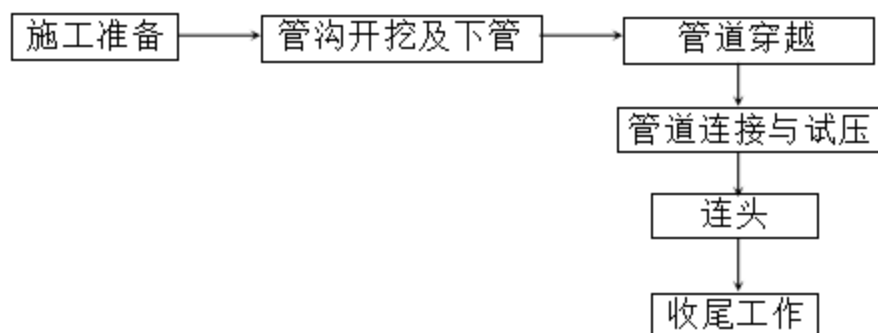 施工准备
管沟开挖及下管
管道穿越
管道连接与试压
连头
收尾工作